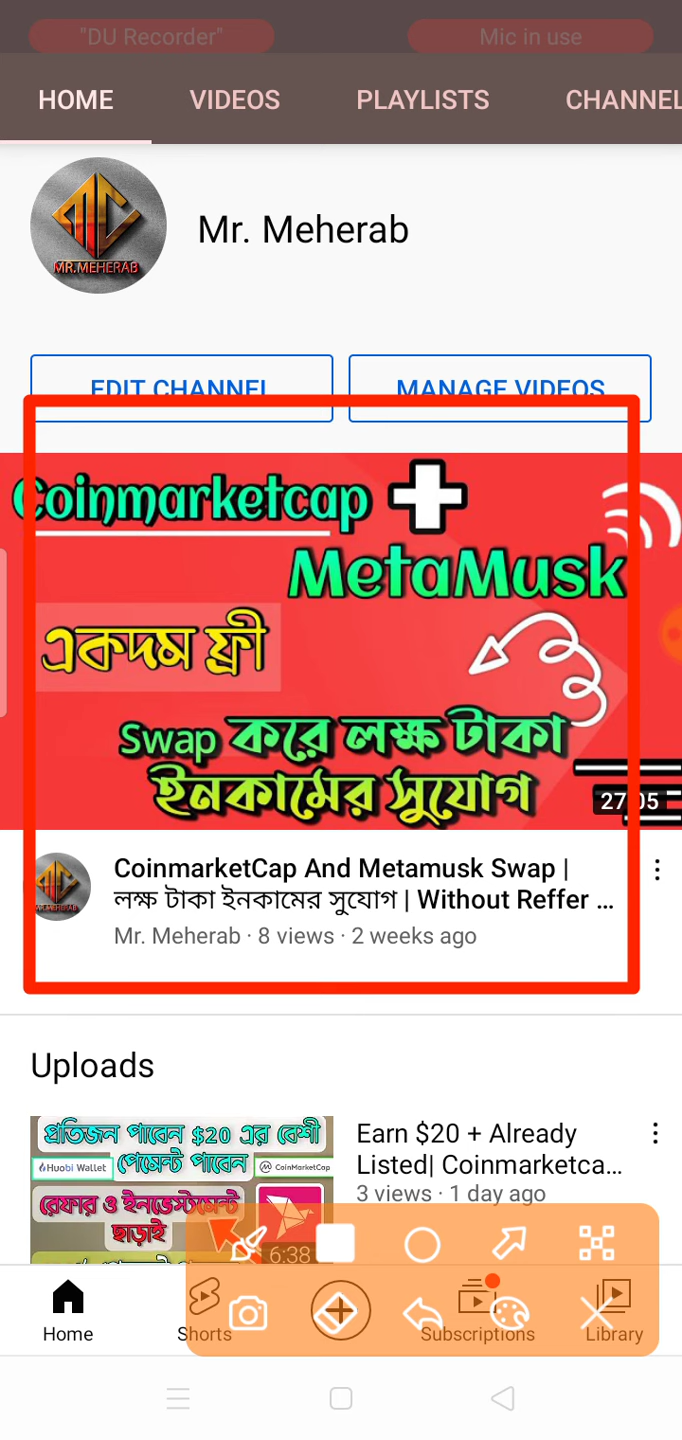 "DU Recorder" Mic in use
HOME VIDEOS PLAYLISTS CHANNEL
Mr. Meherab
MR.MEHERAB
EDIT CHANNEL MANAGE VIDEOS
Coinmarketcap
MetaMusk
একদম ফ্রী
Swap করে লক্ষ টাকা
ইনকামের সুযোগ
27:05
CoinmarketCap And Metamusk Swap |
লক্ষ টাকা ইনকামের সুযোগ | Without Reffer ...
Mr. Meherab · 8 views · 2 weeks ago
Uploads
প্রতিজন পাবেন $20 এর বেশী
Huobi Wallet পেমেন্ট পাবেন CoinMarketCap
রেফার ও ইনভেস্টমেন্ট
ছাড়াই
6:38
Earn $20 + Already
Listed| Coinmarketca...
3 views · 1 day ago
Home Shorts Subscriptions Library